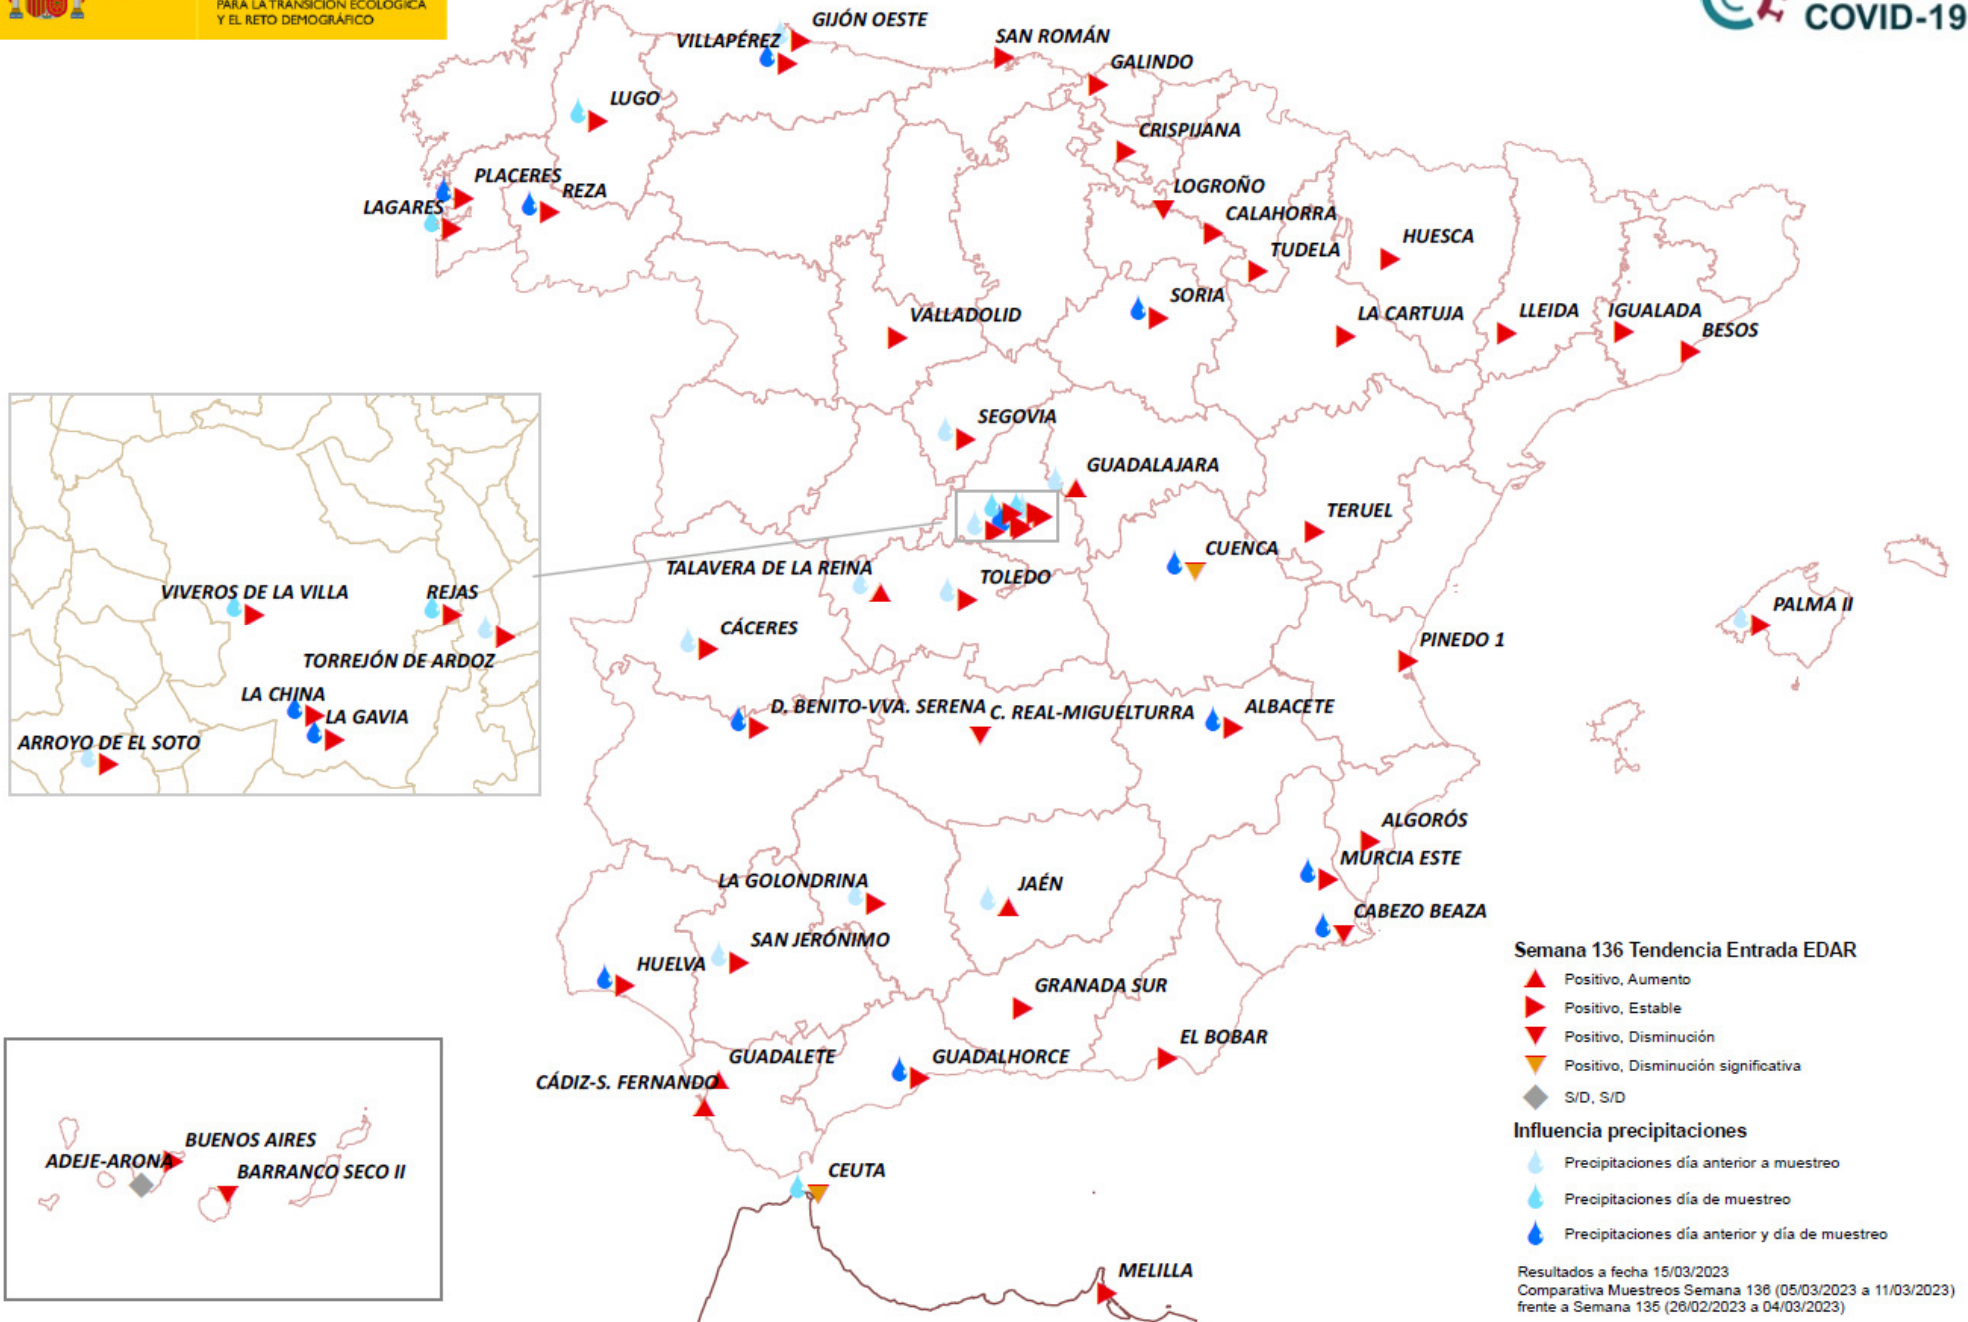 PARA LA TRANSICIÓN ECOLÓGICA
Y EL RETO DEMOGRÁFICO
COVID-19
GIJÓN OESTE
VILLAPÉREZ
SAN ROMÁN
GALINDO
LUGO
CRISPIJANA
PLACERES
REZA
LAGARES
LOGROÑO
CALAHORRA
TUDELA
HUESCA
SORIA
VALLADOLID
LA CARTUJA
LLEIDA
IGUALADA
BESOS
SEGOVIA
GUADALAJARA
TERUEL
CUENCA
TALAVERA DE LA REINA
TOLEDO
VIVEROS DE LA VILLA
REJAS
TORREJÓN DE ARDOZ
LA CHINA
LA GAVIA
ARROYO DE EL SOTO
CÁCERES
PALMA II
PINEDO 1
D. BENITO-VVA. SERENA
C. REAL-MIGUELTURRA
ALBACETE
ALGORÓS
MURCIA ESTE
LA GOLONDRINA
JAÉN
CABEZO BEAZA
SAN JERÓNIMO
HUELVA
GRANADA SUR
EL BOBAR
GUADALETE
GUADALHORCE
CÁDIZ-S. FERNANDO
BUENOS AIRES
ADEJE-ARONA
BARRANCO SECO II
CEUTA
MELILLA
Semana 136 Tendencia Entrada EDAR
Positivo, Aumento
Positivo, Estable
Positivo, Disminución
Positivo, Disminución significativa
S/D, S/D
Influencia precipitaciones
Precipitaciones día anterior a muestreo
Precipitaciones día de muestreo
Precipitaciones día anterior y día de muestreo
Resultados a fecha 15/03/2023
Comparativa Muestreos Semana 136 (05/03/2023 a 11/03/2023)
frente a Semana 135 (26/02/2023 a 04/03/2023)